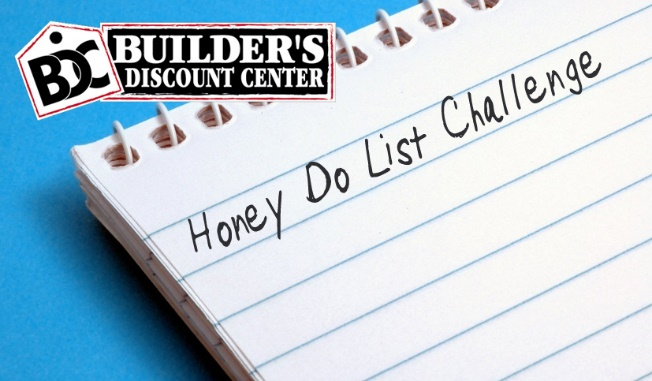 BDC BUILDER'S
DISCOUNT CENTER
Honey Do List Challenge